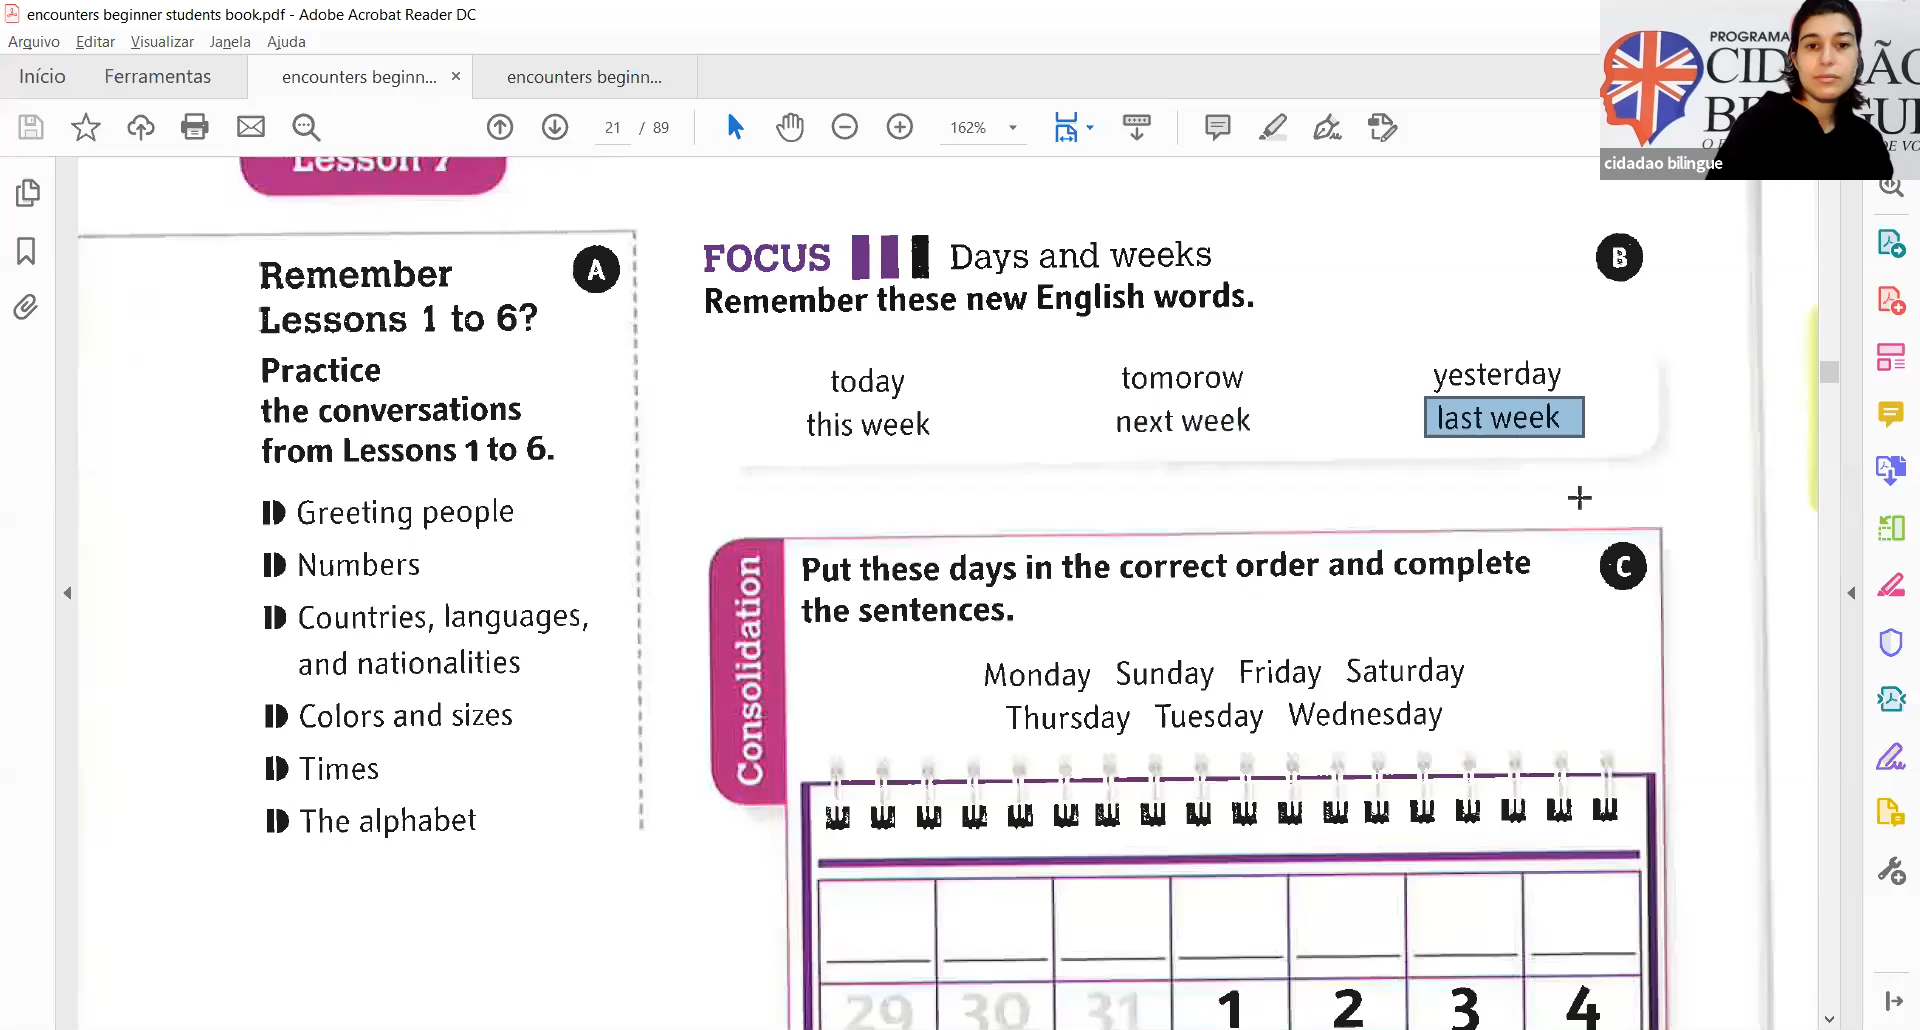 encounters beginner students book.pdf - Adobe Acrobat Reader DC
Arquivo Editar Visualizar Janela Ajuda
Início Ferramentas encounters beginn... × encounters beginn...
21 / 89 162%
PROGRAMA
cidadao bilingue
Lesson 7
Remember
Lessons 1 to 6?
A
Practice
the conversations
from Lessons 1 to 6.
Greeting people
Numbers
Countries, languages,
and nationalities
Colors and sizes
Times
The alphabet
FOCUS Days and weeks
B
Remember these new English words.
today tomorow yesterday
this week next week last week
Consolidation
Put these days in the correct order and complete
the sentences.
C
Monday Sunday Friday Saturday
Thursday Tuesday Wednesday
29 30 31 1 2 3 4